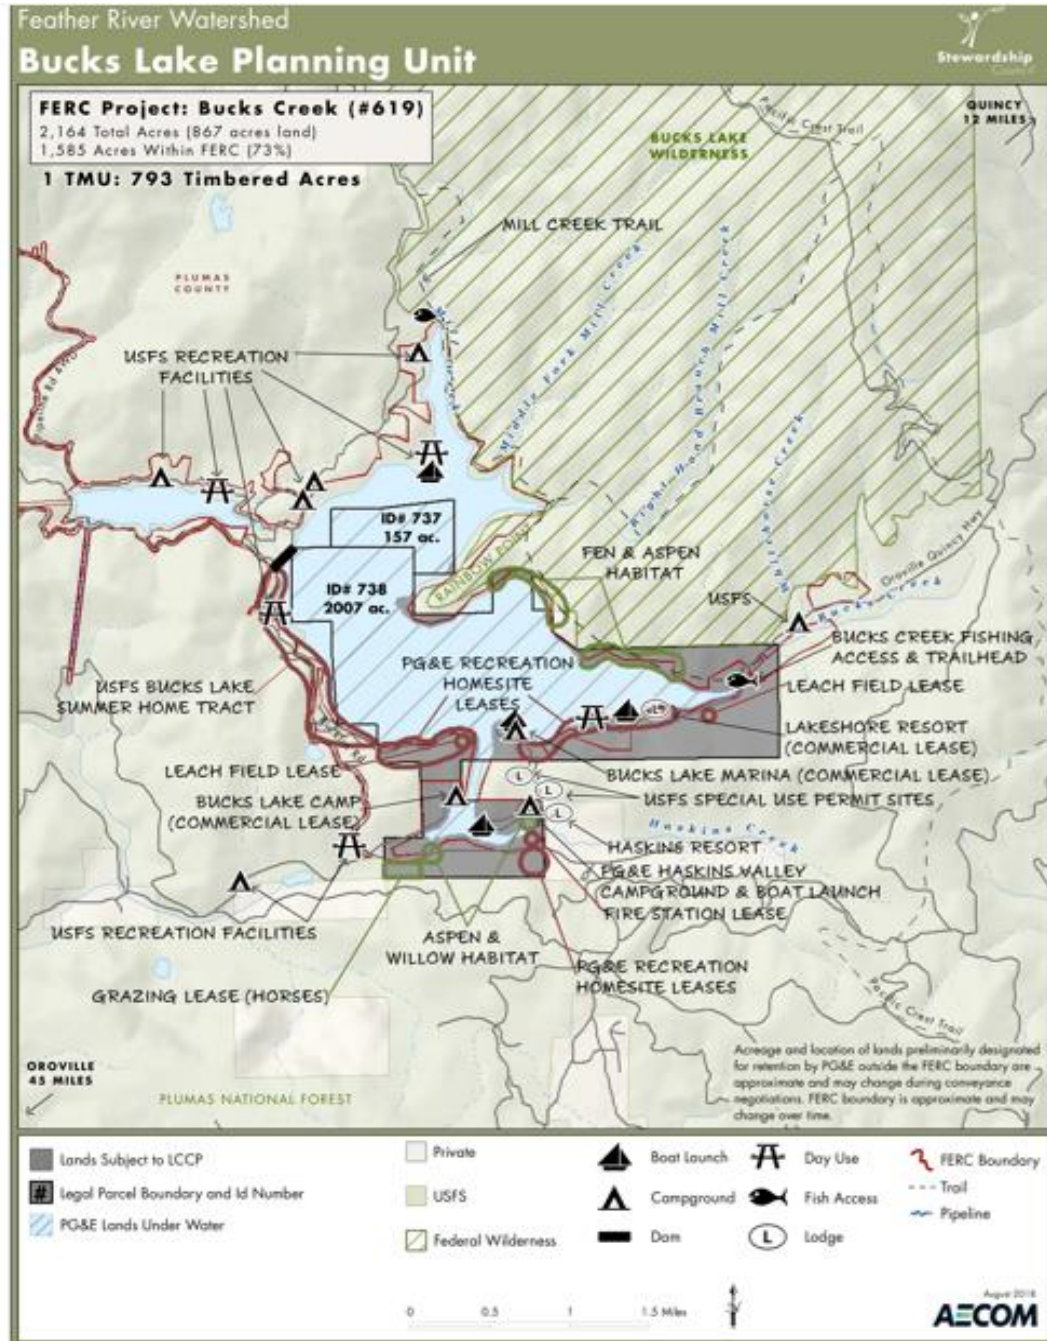 Feather River Watershed
Bucks Lake Planning Unit
Stewardship
Council
FERC Project: Bucks Creek (#619)
2,164 Total Acres (867 acres land)
1,585 Acres Within FERC (73%)
1 TMU: 793 Timbered Acres
QUINCY
12 MILES
Pacific Crest Trail
BUCKS LAKE
WILDERNESS
MILL CREEK TRAIL
PLUMAS
COUNTY
Mill Creek
Middle Fork Mill Creek
Right Hand Branch Mill Creek
USFS RECREATION
FACILITIES
Pipeline Rd 4WD
Whitehorse Creek
ID# 737
157 ac.
Oroville Quincy Hwy
RAINBOW POINT
FEN & ASPEN
HABITAT
ID# 738
2007 ac.
USFS
Bucks Creek
BUCKS CREEK FISHING
ACCESS & TRAILHEAD
PG&E RECREATION
HOMESITE
LEASES
USFS BUCKS LAKE
SUMMER HOME TRACT
LEACH FIELD LEASE
LAKESHORE RESORT
(COMMERCIAL LEASE)
LEACH FIELD LEASE
BUCKS LAKE MARINA (COMMERCIAL LEASE)
L
BUCKS LAKE CAMP
(COMMERCIAL LEASE)
L
USFS SPECIAL USE PERMIT SITES
L
Haskins Creek
HASKINS RESORT
PG&E HASKINS VALLEY
CAMPGROUND & BOAT LAUNCH
FIRE STATION LEASE
USFS RECREATION FACILITIES
ASPEN &
WILLOW HABITAT
PG&E RECREATION
HOMESITE LEASES
GRAZING LEASE (HORSES)
Pacific Crest Trail
OROVILLE
45 MILES
PLUMAS NATIONAL FOREST
Acreage and location of lands preliminarily designated
for retention by PG&E outside the FERC boundary are
approximate and may change during conveyance
negotiations. FERC boundary is approximate and may
change over time.
Lands Subject to LCCP
# Legal Parcel Boundary and Id Number
PG&E Lands Under Water
Private
USFS
Federal Wilderness
Boat Launch
Campground
Dam
Day Use
Fish Access
L Lodge
FERC Boundary
Trail
Pipeline
0 0.5 1 1.5 Miles
August 2018
AECOM